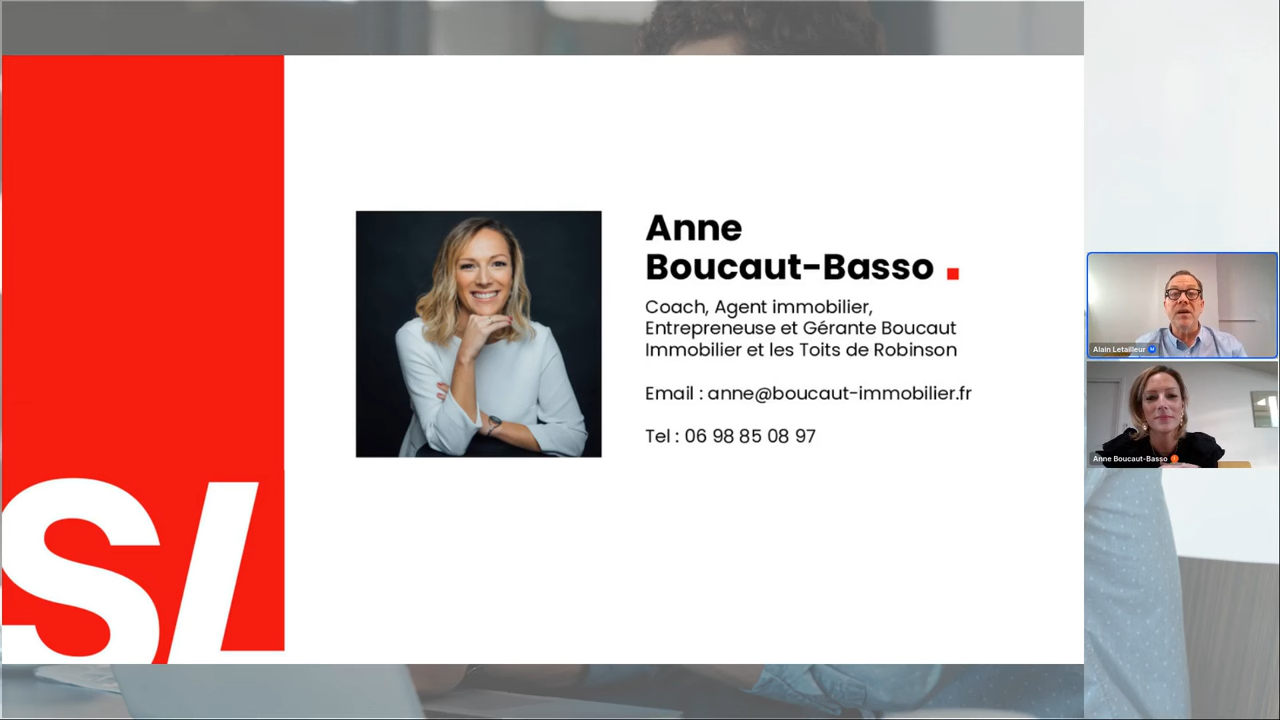 Anne
Boucaut-Basso
Coach, Agent immobilier,
Entrepreneuse et Gérante Boucaut
Immobilier et les Toits de Robinson
Email : anne@boucaut-immobilier.fr
Tel : 06 98 85 08 97
SL
Alain Letailleur
Anne Boucaut-Basso